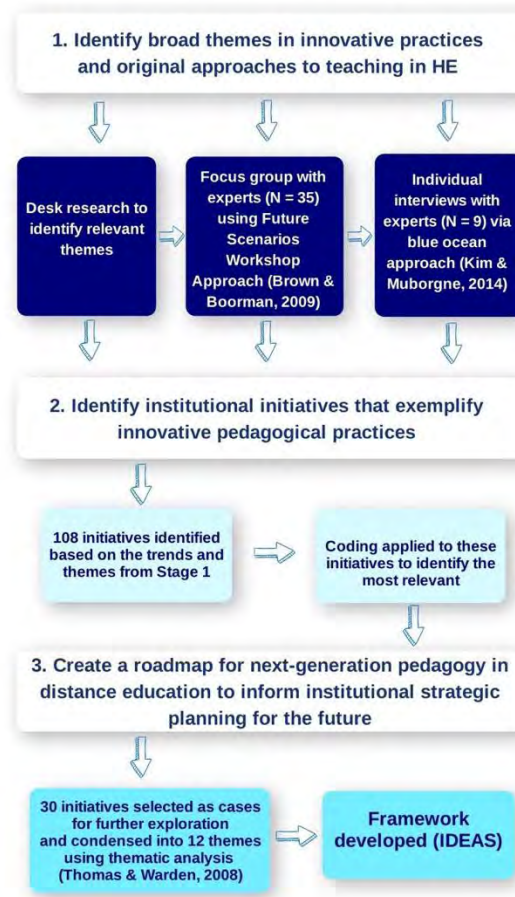 1. Identify broad themes in innovative practices
and original approaches to teaching in HE
Desk research to
identify relevant
themes
Focus group with
experts (N = 35)
using Future
Scenarios
Workshop
Approach (Brown &
Boorman, 2009)
Individual
interviews with
experts (N = 9) via
blue ocean
approach (Kim &
Muborgne, 2014)
2. Identify institutional initiatives that exemplify
innovative pedagogical practices
108 initiatives identified
based on the trends and
themes from Stage 1
Coding applied to these
initiatives to identify the
most relevant
3. Create a roadmap for next-generation pedagogy in
distance education to inform institutional strategic
planning for the future
30 initiatives selected as cases
for further exploration
and condensed into 12 themes
using thematic analysis
(Thomas & Warden, 2008)
Framework
developed (IDEAS)